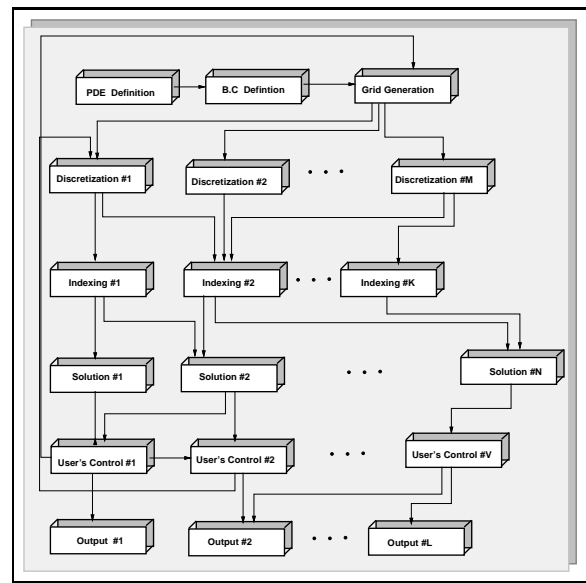 PDE Definition
B.C Defintion
Grid Generation
Discretization #1
Discretization #2
. . .
Discretization #M
Indexing #1
Indexing #2
. . .
Indexing #K
Solution #1
Solution #2
. . .
Solution #N
User's Control #1
User's Control #2
. . .
User's Control #V
Output #1
Output #2
. . .
Output #L